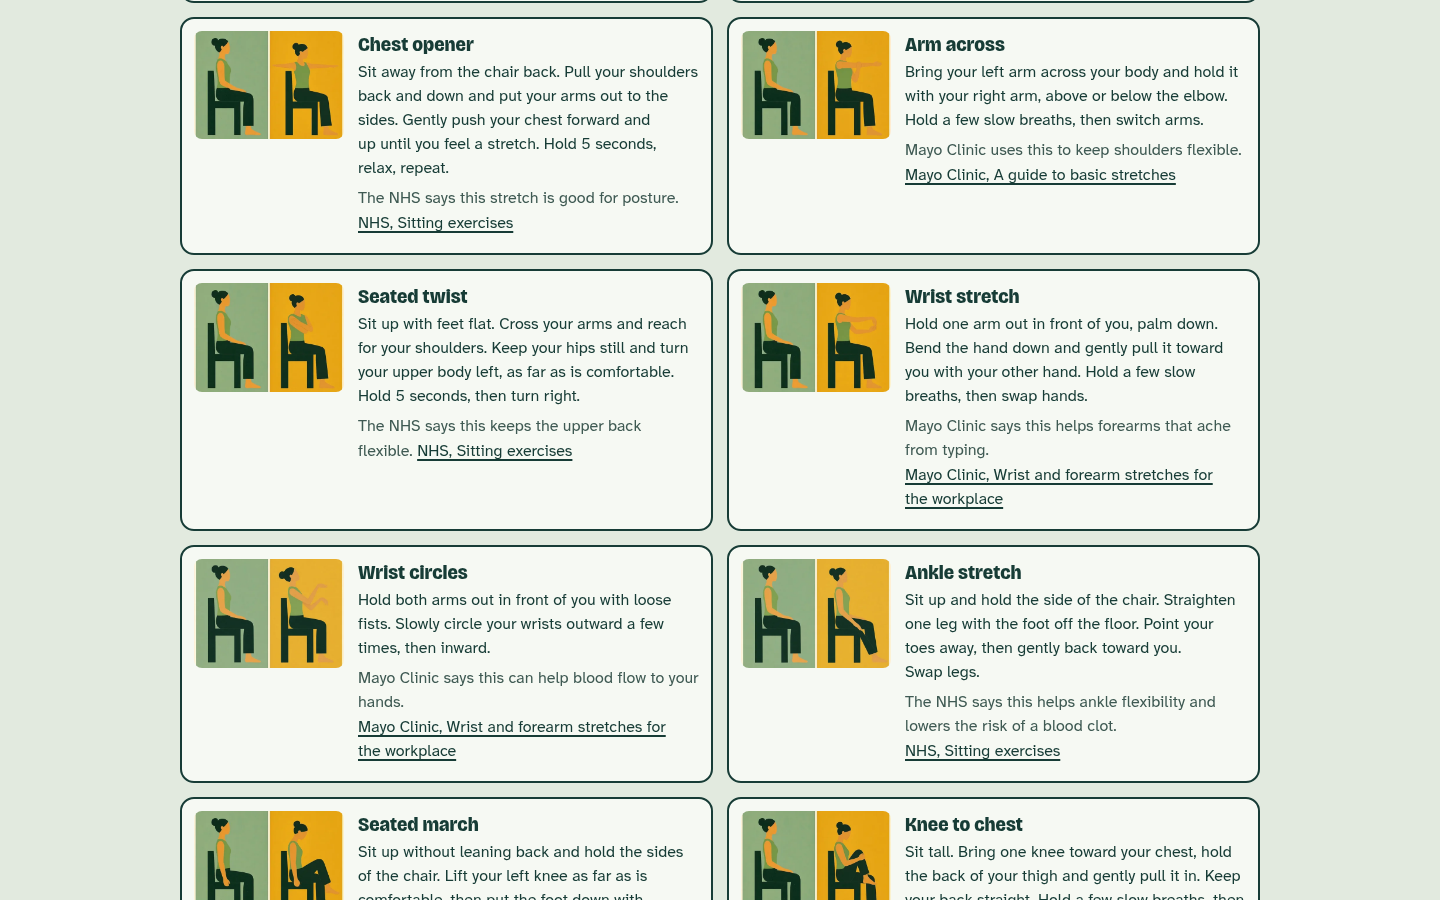 Chest opener
Sit away from the chair back. Pull your shoulders
back and down and put your arms out to the
sides. Gently push your chest forward and
up until you feel a stretch. Hold 5 seconds,
relax, repeat.
The NHS says this stretch is good for posture.
NHS, Sitting exercises
Arm across
Bring your left arm across your body and hold it
with your right arm, above or below the elbow.
Hold a few slow breaths, then switch arms.
Mayo Clinic uses this to keep shoulders flexible.
Mayo Clinic, A guide to basic stretches
Seated twist
Sit up with feet flat. Cross your arms and reach
for your shoulders. Keep your hips still and turn
your upper body left, as far as is comfortable.
Hold 5 seconds, then turn right.
The NHS says this keeps the upper back
flexible. NHS, Sitting exercises
Wrist stretch
Hold one arm out in front of you, palm down.
Bend the hand down and gently pull it toward
you with your other hand. Hold a few slow
breaths, then swap hands.
Mayo Clinic says this helps forearms that ache
from typing.
Mayo Clinic, Wrist and forearm stretches for
the workplace
Wrist circles
Hold both arms out in front of you with loose
fists. Slowly circle your wrists outward a few
times, then inward.
Mayo Clinic says this can help blood flow to your
hands.
Mayo Clinic, Wrist and forearm stretches for
the workplace
Ankle stretch
Sit up and hold the side of the chair. Straighten
one leg with the foot off the floor. Point your
toes away, then gently back toward you.
Swap legs.
The NHS says this helps ankle flexibility and
lowers the risk of a blood clot.
NHS, Sitting exercises
Seated march
Sit up without leaning back and hold the sides
of the chair. Lift your left knee as far as is
comfortable, then put the foot down with
Knee to chest
Sit tall. Bring one knee toward your chest, hold
the back of your thigh and gently pull it in. Keep
your back straight. Hold a few slow breaths, then